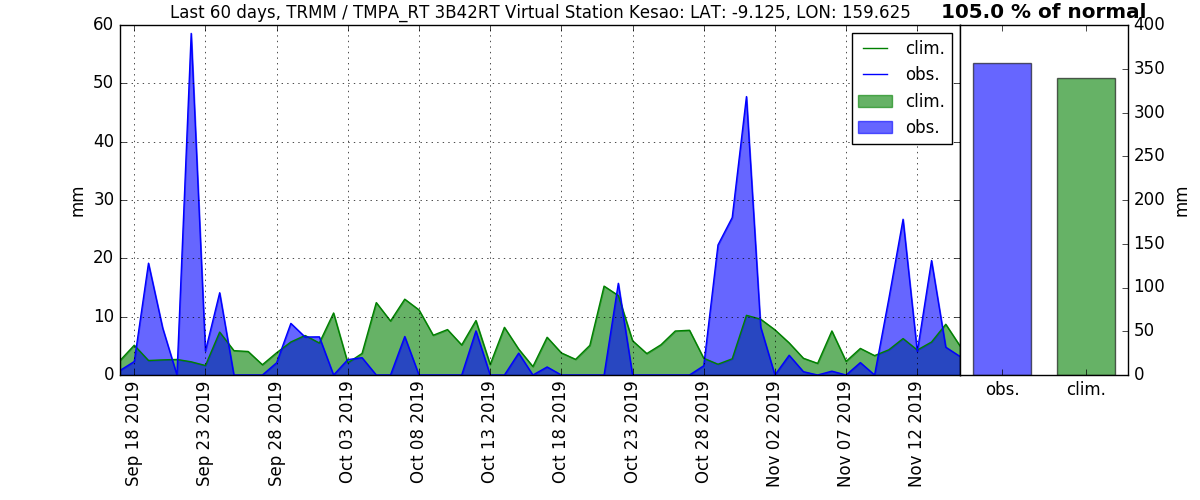 Last 60 days, TRMM / TMPA_RT 3B42RT Virtual Station Kesao: LAT: -9.125, LON: 159.625
105.0 % of normal
60
50
40
30
20
10
0
mm
clim.
obs.
clim.
obs.
400
350
300
250
200
150
100
50
0
mm
Sep 18 2019
Sep 23 2019
Sep 28 2019
Oct 03 2019
Oct 08 2019
Oct 13 2019
Oct 18 2019
Oct 23 2019
Oct 28 2019
Nov 02 2019
Nov 07 2019
Nov 12 2019
obs.
clim.